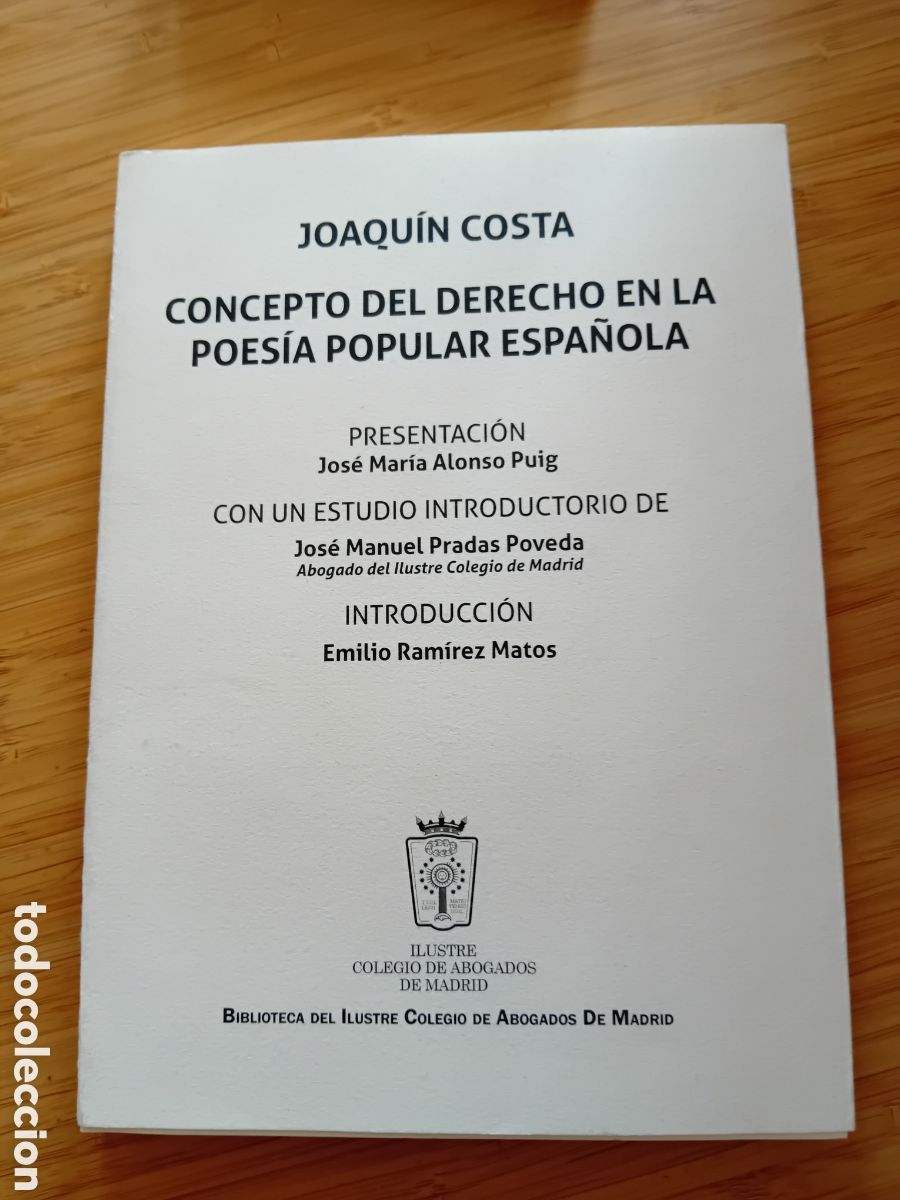 JOAQUÍN COSTA
CONCEPTO DEL DERECHO EN LA
POESÍA POPULAR ESPAÑOLA
PRESENTACIÓN
José María Alonso Puig
CON UN ESTUDIO INTRODUCTORIO DE
José Manuel Pradas Poveda
Abogado del Ilustre Colegio de Madrid
INTRODUCCIÓN
Emilio Ramírez Matos
ILUSTRE
COLEGIO DE ABOGADOS
DE MADRID
BIBLIOTECA DEL ILUSTRE COLEGIO DE ABOGADOS DE MADRID
todocoleccion